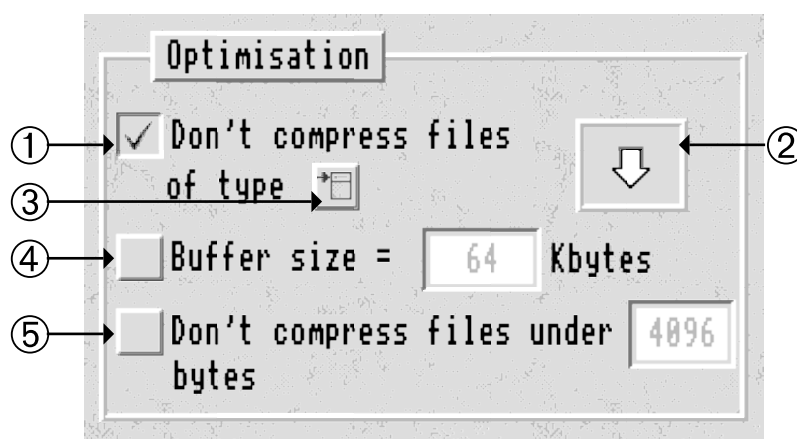 Optimisation
① Don't compress files ②
of type
③
④ Buffer size = 64 Kbytes
⑤ Don't compress files under 4096
bytes